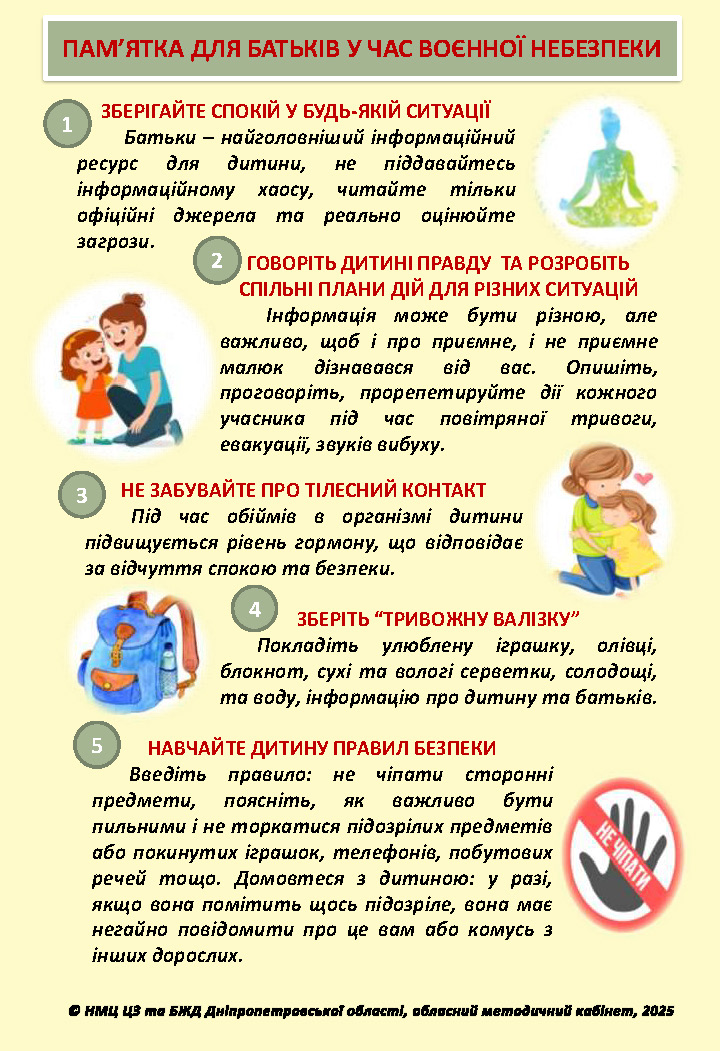 ПАМ’ЯТКА ДЛЯ БАТЬКІВ У ЧАС ВОЄННОЇ НЕБЕЗПЕКИ
1
ЗБЕРІГАЙТЕ СПОКІЙ У БУДЬ-ЯКІЙ СИТУАЦІЇ
Батьки – найголовніший інформаційний
ресурс для дитини, не піддавайтесь
інформаційному хаосу, читайте тільки
офіційні джерела та реально оцінюйте
загрози.
2
ГОВОРІТЬ ДИТИНІ ПРАВДУ ТА РОЗРОБІТЬ
СПІЛЬНІ ПЛАНИ ДІЙ ДЛЯ РІЗНИХ СИТУАЦІЙ
Інформація може бути різною, але
важливо, щоб і про приємне, і не приємне
малюк дізнавався від вас. Опишіть,
проговоріть, прорепетируйте дії кожного
учасника під час повітряної тривоги,
евакуації, звуків вибуху.
3
НЕ ЗАБУВАЙТЕ ПРО ТІЛЕСНИЙ КОНТАКТ
Під час обіймів в організмі дитини
підвищується рівень гормону, що відповідає
за відчуття спокою та безпеки.
4
ЗБЕРІТЬ “ТРИВОЖНУ ВАЛІЗКУ”
Покладіть улюблену іграшку, олівці,
блокнот, сухі та вологі серветки, солодощі,
та воду, інформацію про дитину та батьків.
5
НАВЧАЙТЕ ДИТИНУ ПРАВИЛ БЕЗПЕКИ
Введіть правило: не чіпати сторонні
предмети, поясніть, як важливо бути
пильними і не торкатися підозрілих предметів
або покинутих іграшок, телефонів, побутових
речей тощо. Домовтеся з дитиною: у разі,
якщо вона помітить щось підозріле, вона має
негайно повідомити про це вам або комусь з
інших дорослих.
НЕ ЧІПАТИ
© НМЦ ЦЗ та БЖД Дніпропетровської області, обласний методичний кабінет, 2025